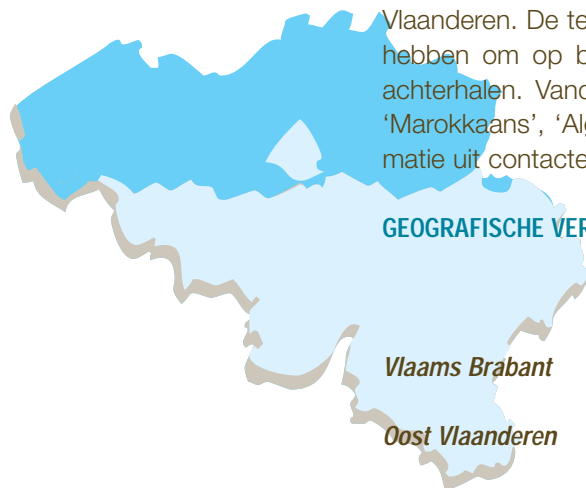 Vlaanderen. De te
hebben om op b
achterhalen. Vanc
‘Marokkaans’, ‘Alg
matie uit contacte
GEOGRAFISCHE VER
Vlaams Brabant
Oost Vlaanderen